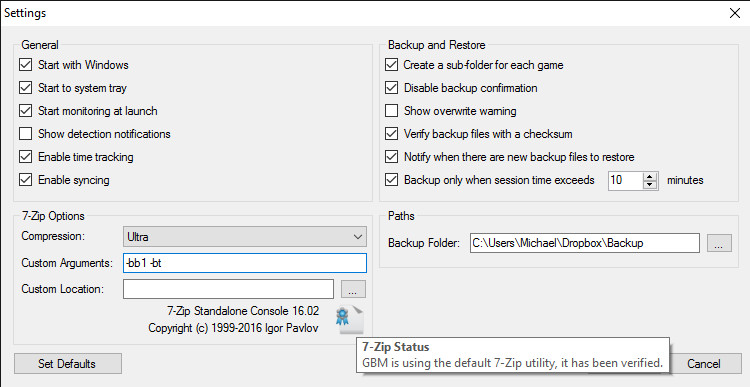 Settings
General
Start with Windows
Start to system tray
Start monitoring at launch
Show detection notifications
Enable time tracking
Enable syncing
Backup and Restore
Create a sub-folder for each game
Disable backup confirmation
Show overwrite warning
Verify backup files with a checksum
Notify when there are new backup files to restore
Backup only when session time exceeds 10 minutes
7-Zip Options
Compression: Ultra
Custom Arguments: -bb1 -bt
Custom Location: ...
7-Zip Standalone Console 16.02
Copyright (c) 1999-2016 Igor Pavlov
Paths
Backup Folder: C:\Users\Michael\Dropbox\Backup ...
7-Zip Status
GBM is using the default 7-Zip utility, it has been verified.
Set Defaults
Cancel